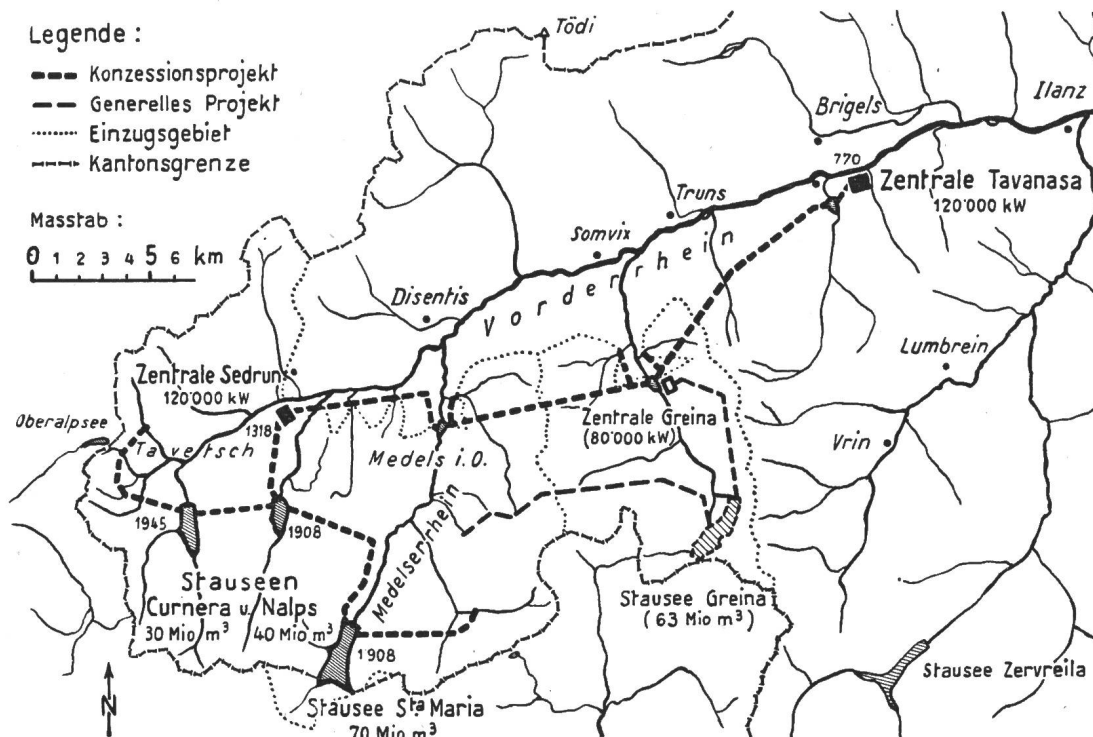 Legende :
Konzessionsprojekt
Generelles Projekt
Einzugsgebiet
Kantonsgrenze
Masstab :
0 1 2 3 4 5 6 km
Tödi
Brigels
Ilanz
770
Zentrale Tavanasa
120'000 kW
Truns
Somvix
Vorderrhein
Disentis
Lumbrein
Zentrale Sedrun
120'000 kW
Oberalpsee
1318
Tavetsch
Zentrale Greina
(80'000 kW)
Vrin
Medels i.O.
1945
1908
Medelserrhein
Stauseen
Curnera u. Nalps
30 Mio m³ 40 Mio m³
Stausee Greina
(63 Mio m³)
1908
Stausee Zervreila
N
Stausee Sta Maria
70 Mio m³